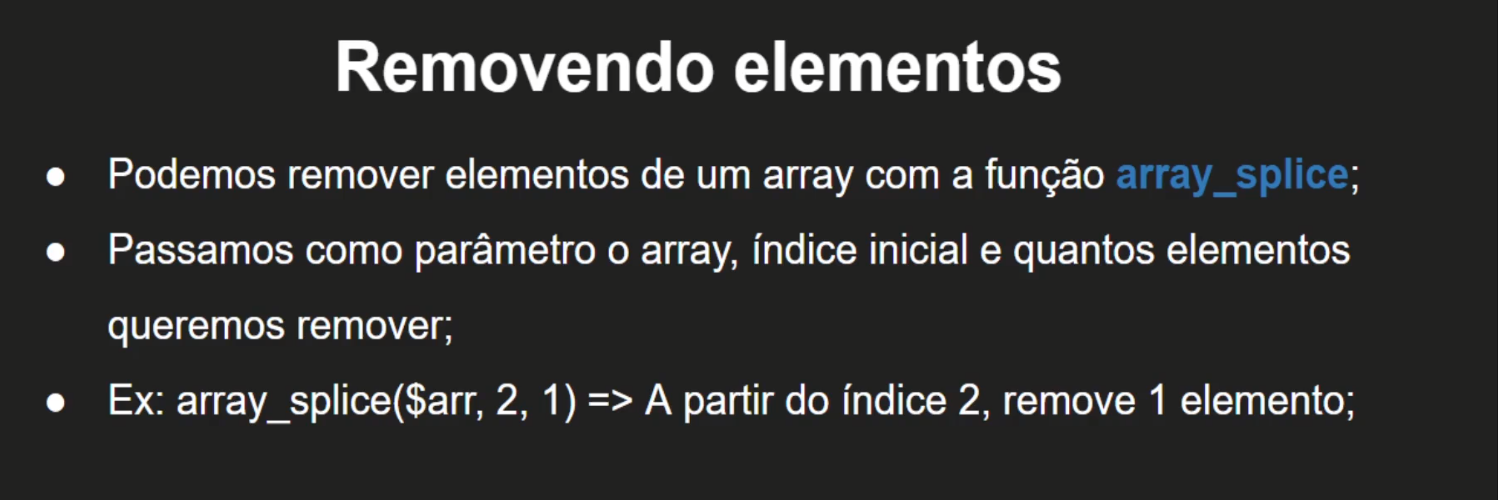 Removendo elementos
● Podemos remover elementos de um array com a função array_splice;
● Passamos como parâmetro o array, índice inicial e quantos elementos
queremos remover;
● Ex: array_splice($arr, 2, 1) => A partir do índice 2, remove 1 elemento;